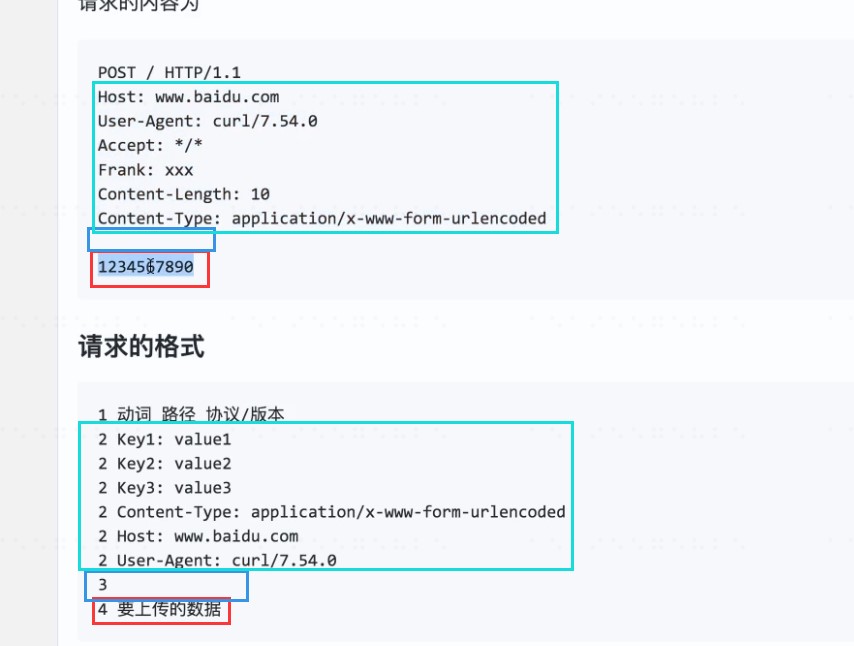 请求的内容为
POST / HTTP/1.1
Host: www.baidu.com
User-Agent: curl/7.54.0
Accept: */*
Frank: xxx
Content-Length: 10
Content-Type: application/x-www-form-urlencoded
1234567890
请求的格式
1 动词 路径 协议/版本
2 Key1: value1
2 Key2: value2
2 Key3: value3
2 Content-Type: application/x-www-form-urlencoded
2 Host: www.baidu.com
2 User-Agent: curl/7.54.0
3
4 要上传的数据